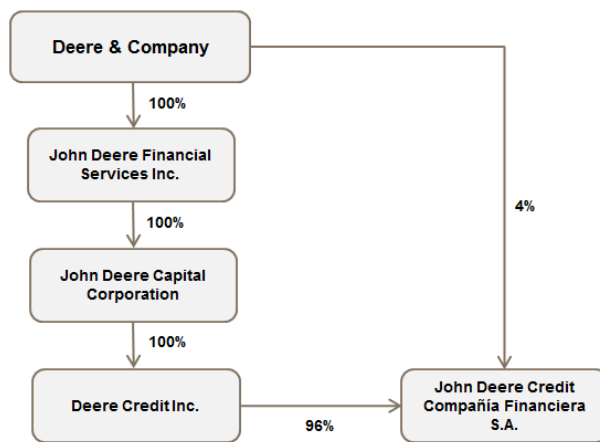 Deere & Company
100%
John Deere Financial
Services Inc.
100%
4%
John Deere Capital
Corporation
100%
Deere Credit Inc.
96%
John Deere Credit
Compañía Financiera
S.A.